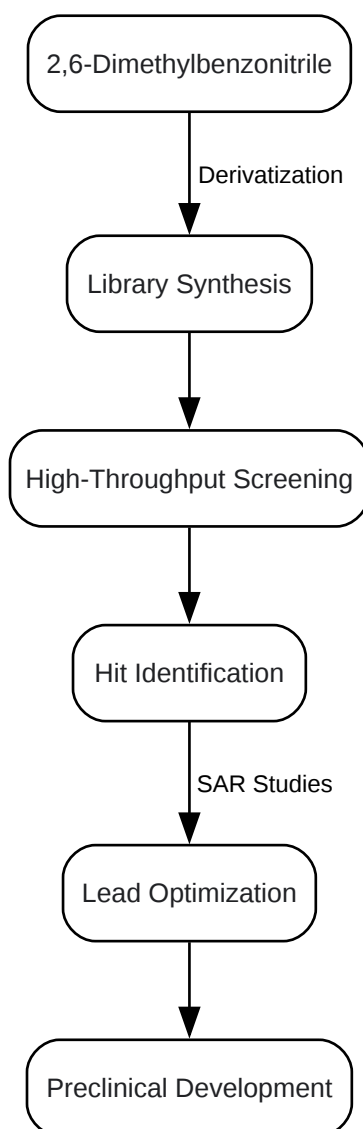 2,6-Dimethylbenzonitrile
Derivatization
Library Synthesis
High-Throughput Screening
Hit Identification
SAR Studies
Lead Optimization
Preclinical Development